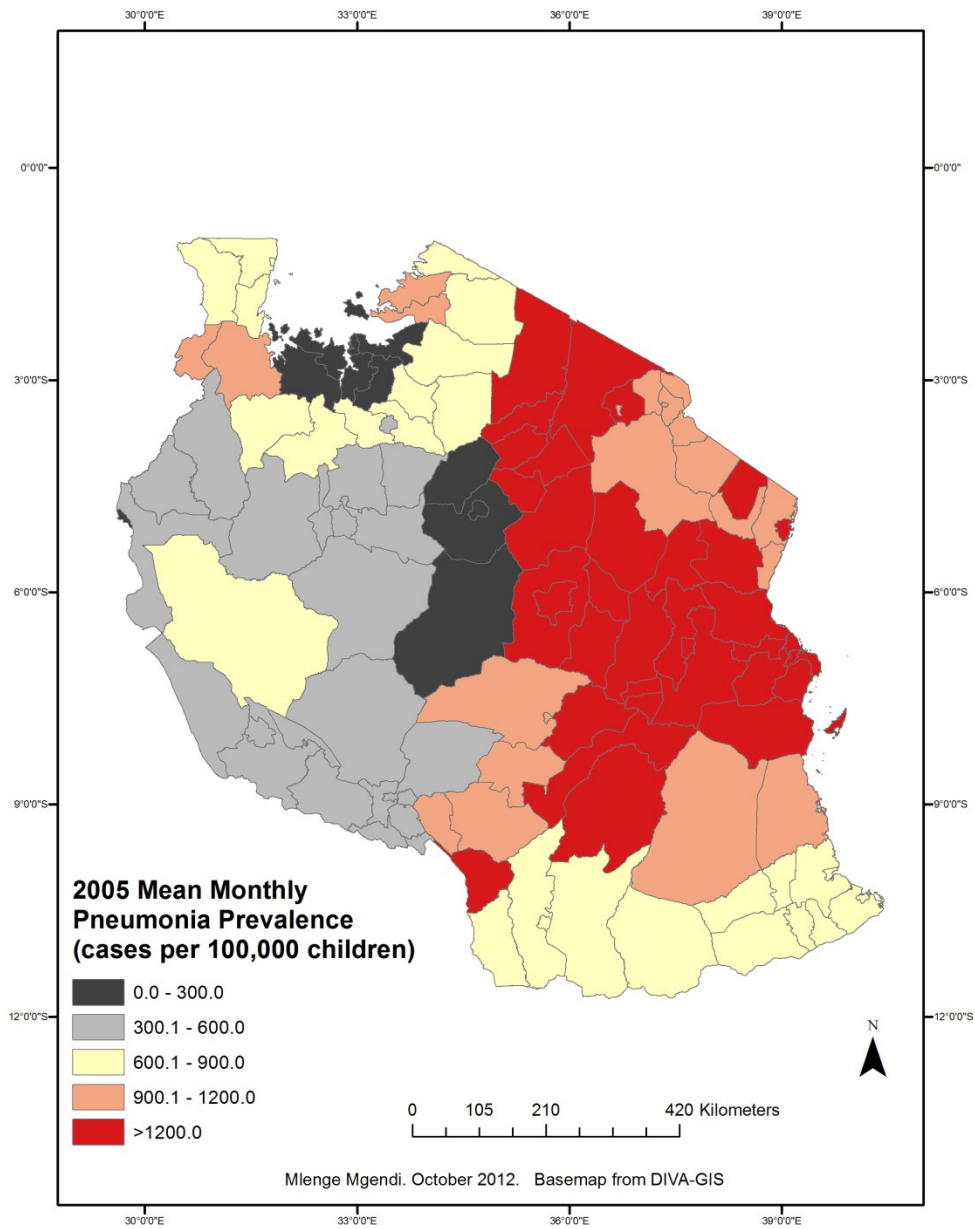 30°0'0"E 33°0'0"E 36°0'0"E 39°0'0"E
0°0'0" 0°0'0"
3°0'0"S 3°0'0"S
6°0'0"S 6°0'0"S
9°0'0"S 9°0'0"S
2005 Mean Monthly
Pneumonia Prevalence
(cases per 100,000 children)
0.0 - 300.0
300.1 - 600.0
12°0'0"S 12°0'0"S
N
600.1 - 900.0
900.1 - 1200.0
>1200.0
0 105 210 420 Kilometers
Mlenge Mgendi. October 2012. Basemap from DIVA-GIS
30°0'0"E 33°0'0"E 36°0'0"E 39°0'0"E